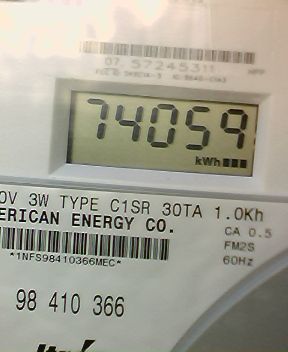 07 57245311
74059
kWh
0V 3W TYPE C1SR 30TA 1.0Kh
ERICAN ENERGY CO.
CA 0.5
FM2S
*1NFS98410366MEC*
60Hz
98 410 366